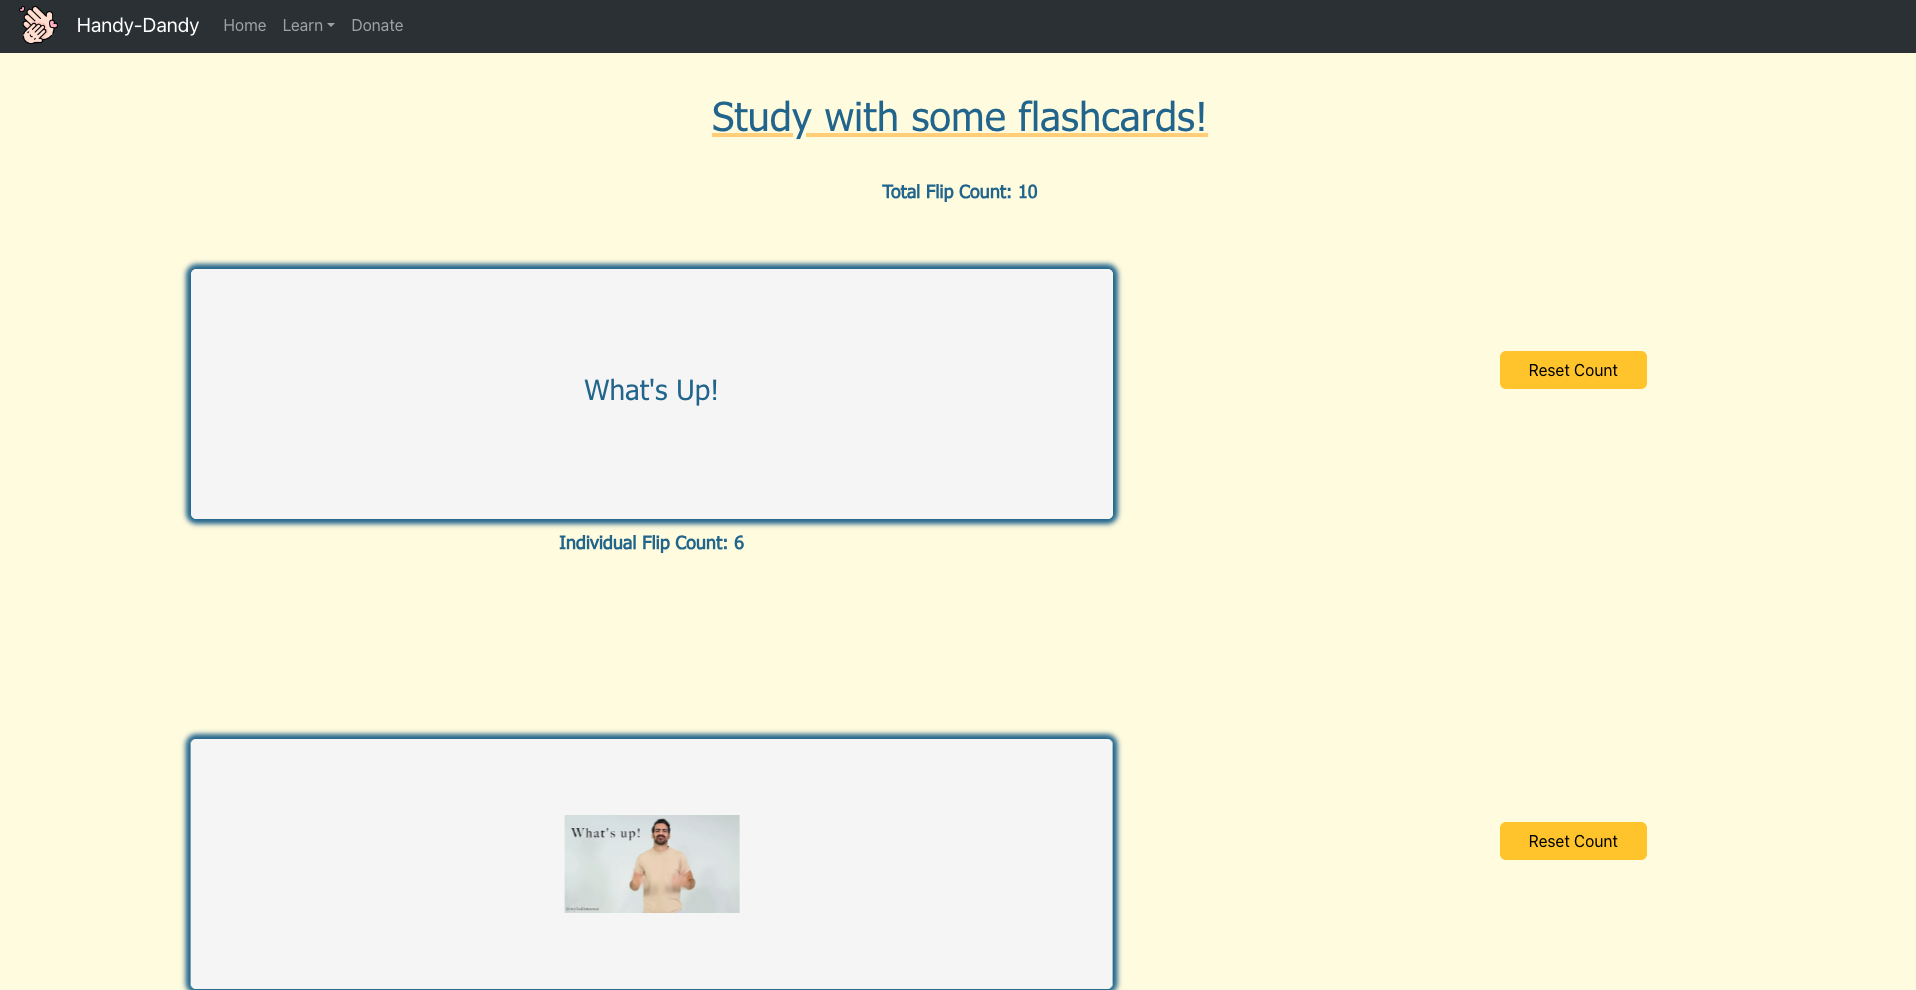 Handy-Dandy Home Learn Donate
Study with some flashcards!
Total Flip Count: 10
What's Up!
Reset Count
Individual Flip Count: 6
What's up!
Reset Count